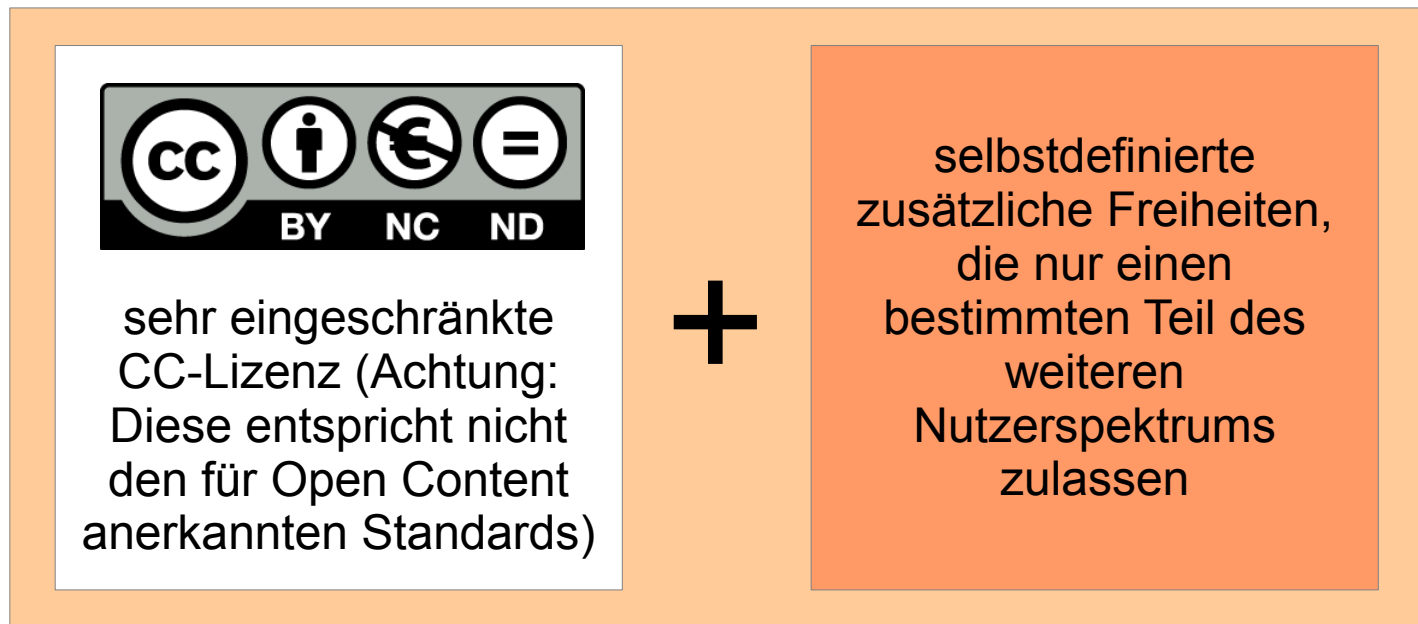 cc
BY NC ND
sehr eingeschränkte
CC-Lizenz (Achtung:
Diese entspricht nicht
den für Open Content
anerkannten Standards)
+
selbstdefinierte
zusätzliche Freiheiten,
die nur einen
bestimmten Teil des
weiteren
Nutzerspektrums
zulassen